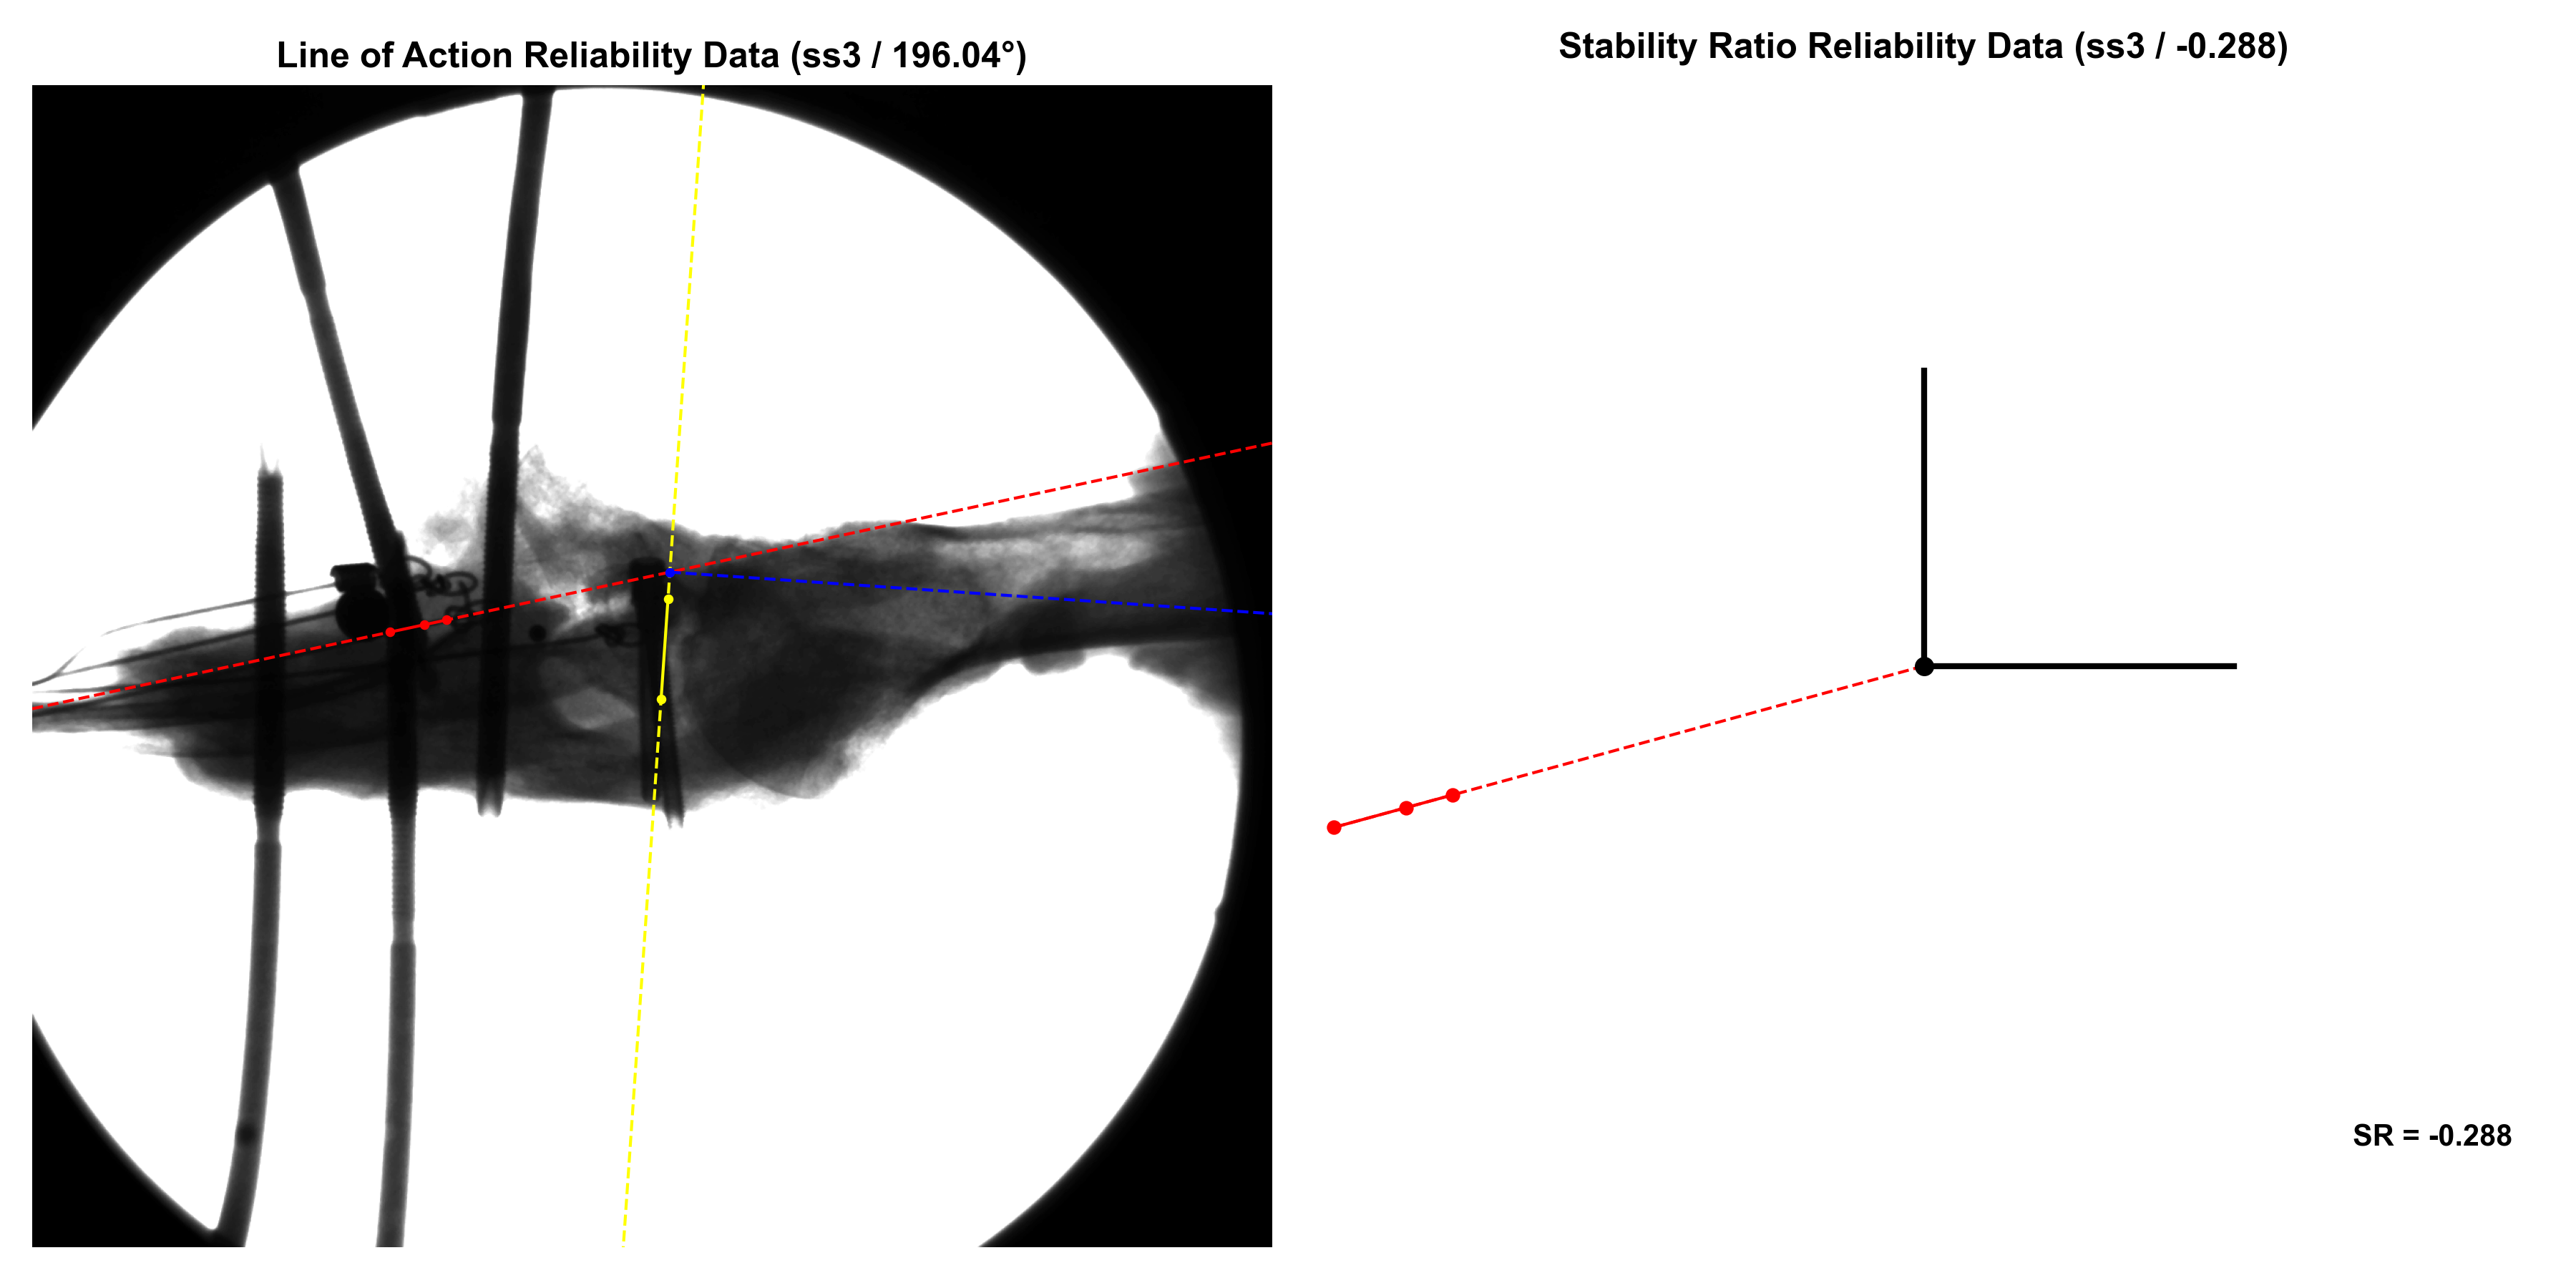 Line of Action Reliability Data (ss3 / 196.04°)
Stability Ratio Reliability Data (ss3 / -0.288)
SR = -0.288